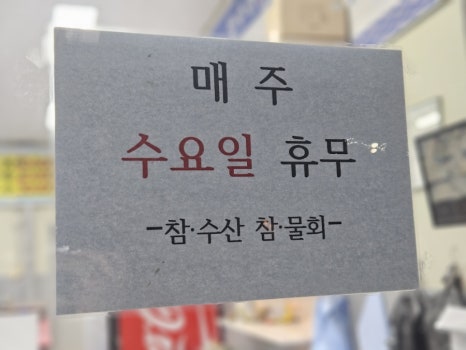 매 주
수요일 휴무
-참·수산 참·물회-